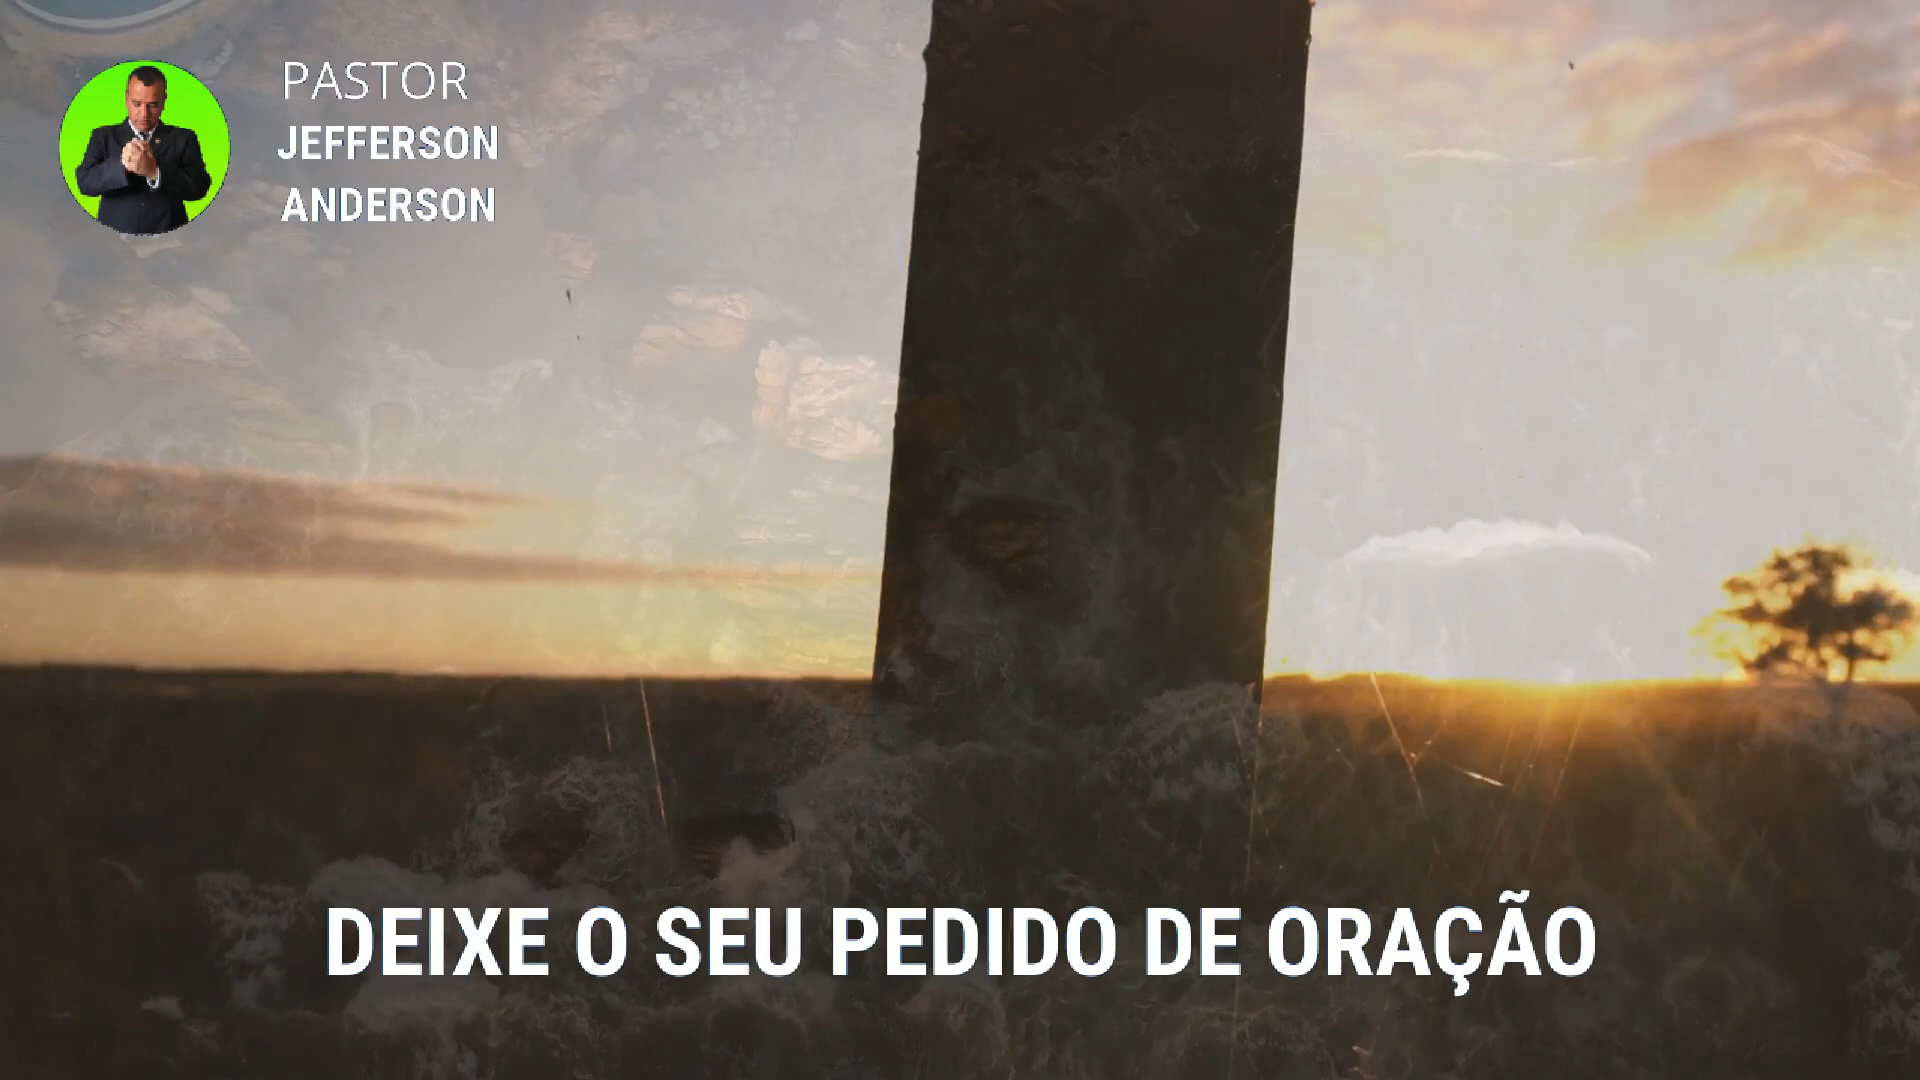 PASTOR
JEFFERSON
ANDERSON
DEIXE O SEU PEDIDO DE ORAÇÃO